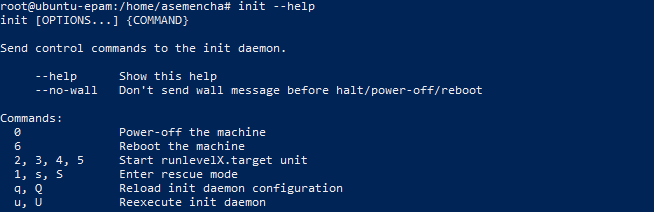 root@ubuntu-epam:/home/asemencha# init --help
init [OPTIONS...] {COMMAND}
Send control commands to the init daemon.
--help Show this help
--no-wall Don't send wall message before halt/power-off/reboot
Commands:
0 Power-off the machine
6 Reboot the machine
2, 3, 4, 5 Start runlevelX.target unit
1, s, S Enter rescue mode
q, Q Reload init daemon configuration
u, U Reexecute init daemon